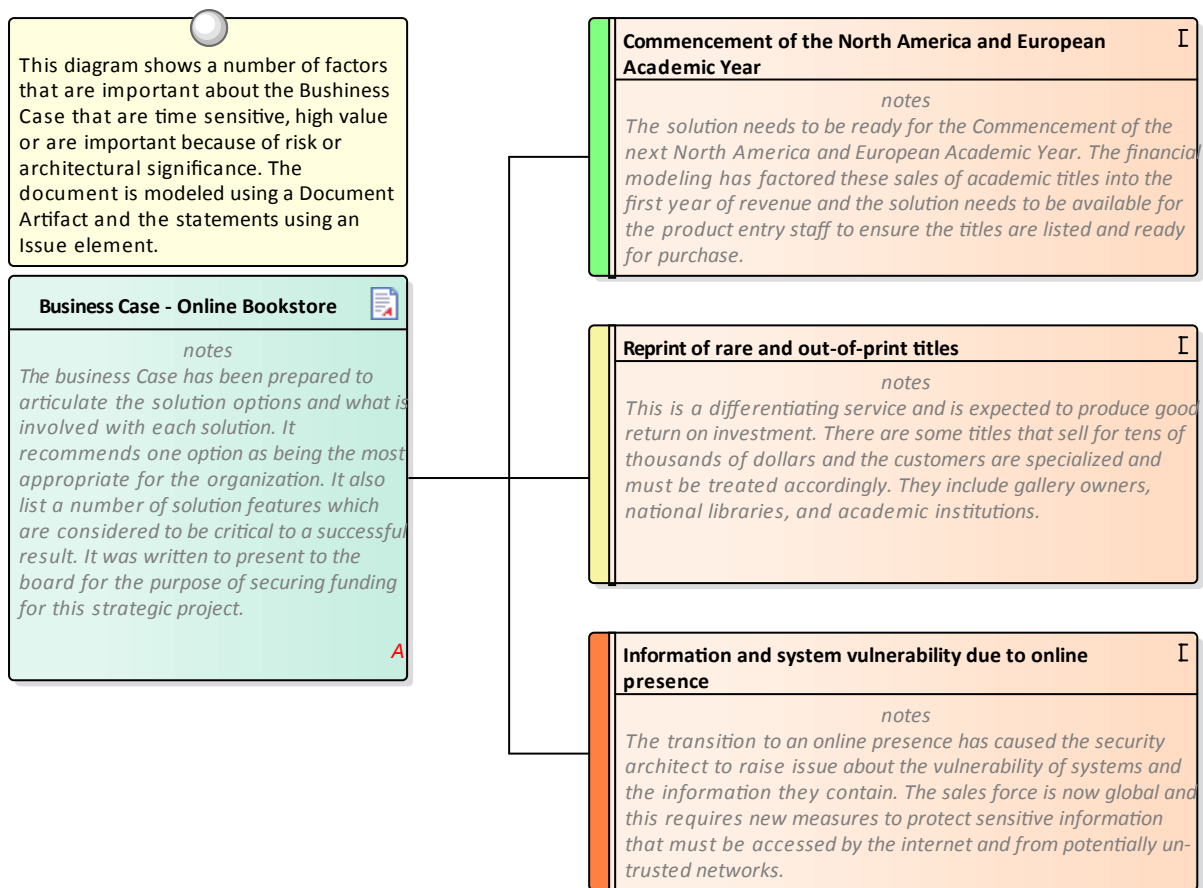 This diagram shows a number of factors
that are important about the Bushiness
Case that are time sensitive, high value
or are important because of risk or
architectural significance. The
document is modeled using a Document
Artifact and the statements using an
Issue element.
Business Case - Online Bookstore
notes
The business Case has been prepared to
articulate the solution options and what is
involved with each solution. It
recommends one option as being the most
appropriate for the organization. It also
list a number of solution features which
are considered to be critical to a successful
result. It was written to present to the
board for the purpose of securing funding
for this strategic project.
A
Commencement of the North America and European
Academic Year
I
notes
The solution needs to be ready for the Commencement of the
next North America and European Academic Year. The financial
modeling has factored these sales of academic titles into the
first year of revenue and the solution needs to be available for
the product entry staff to ensure the titles are listed and ready
for purchase.
Reprint of rare and out-of-print titles
I
notes
This is a differentiating service and is expected to produce good
return on investment. There are some titles that sell for tens of
thousands of dollars and the customers are specialized and
must be treated accordingly. They include gallery owners,
national libraries, and academic institutions.
Information and system vulnerability due to online
presence
I
notes
The transition to an online presence has caused the security
architect to raise issue about the vulnerability of systems and
the information they contain. The sales force is now global and
this requires new measures to protect sensitive information
that must be accessed by the internet and from potentially un-
trusted networks.